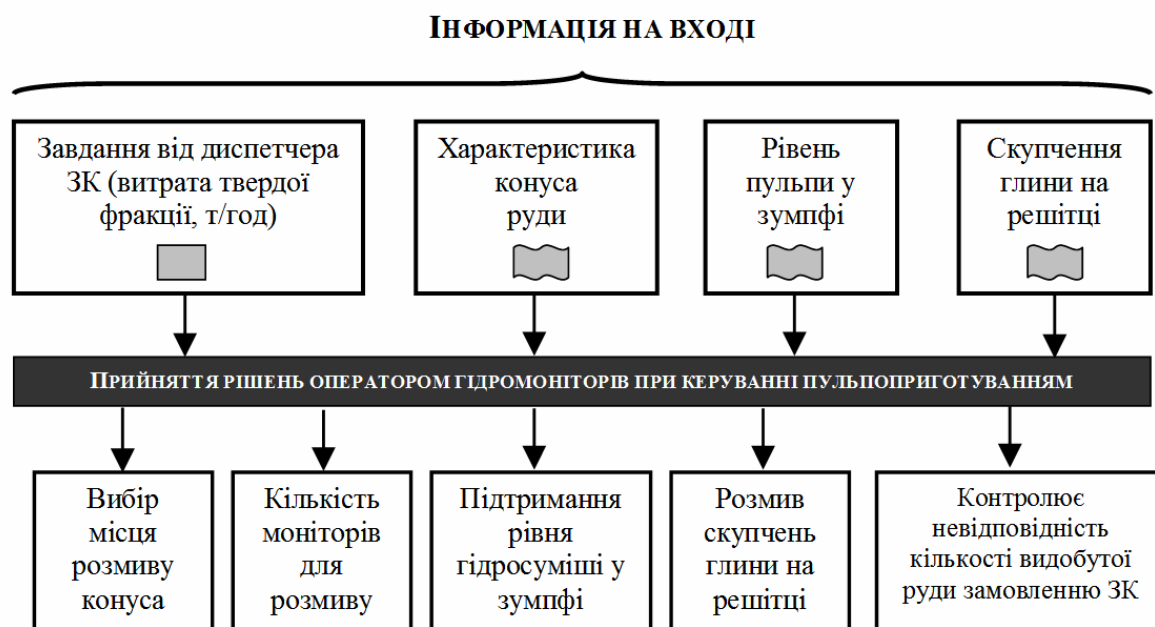 ІНФОРМАЦІЯ НА ВХОДІ
Завдання від диспетчера
ЗК (витрата твердої
фракції, т/год)
Характеристика
конуса
руди
Рівень
пульпи у
зумпфі
Скупчення
глини на
решітці
ПРИЙНЯТТЯ РІШЕНЬ ОПЕРАТОРОМ ГІДРОМОНІТОРІВ ПРИ КЕРУВАННІ ПУЛЬПОПРИГОТУВАННЯМ
Вибір
місця
розмиву
конуса
Кількість
моніторів
для
розмиву
Підтримання
рівня
гідросуміші у
зумпфі
Розмив
скупчень
глини на
решітці
Контролює
невідповідність
кількості видобутої
руди замовленню ЗК